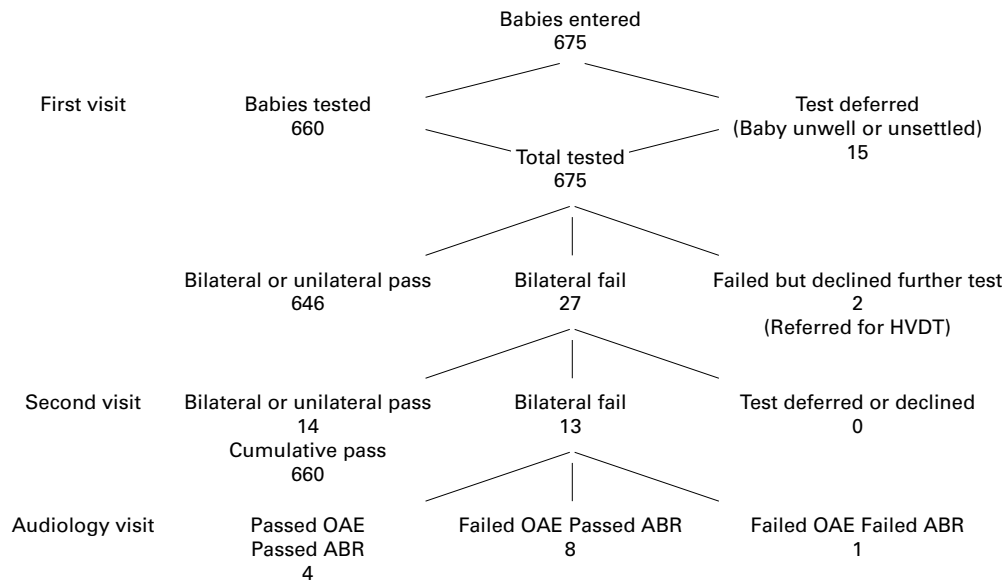 Babies entered
675
First visit
Babies tested
660
Test deferred
(Baby unwell or unsettled)
15
Total tested
675
Bilateral or unilateral pass
646
Bilateral fail
27
Failed but declined further test
2
(Referred for HVDT)
Second visit
Bilateral or unilateral pass
14
Cumulative pass
660
Bilateral fail
13
Test deferred or declined
0
Audiology visit
Passed OAE
Passed ABR
4
Failed OAE Passed ABR
8
Failed OAE Failed ABR
1